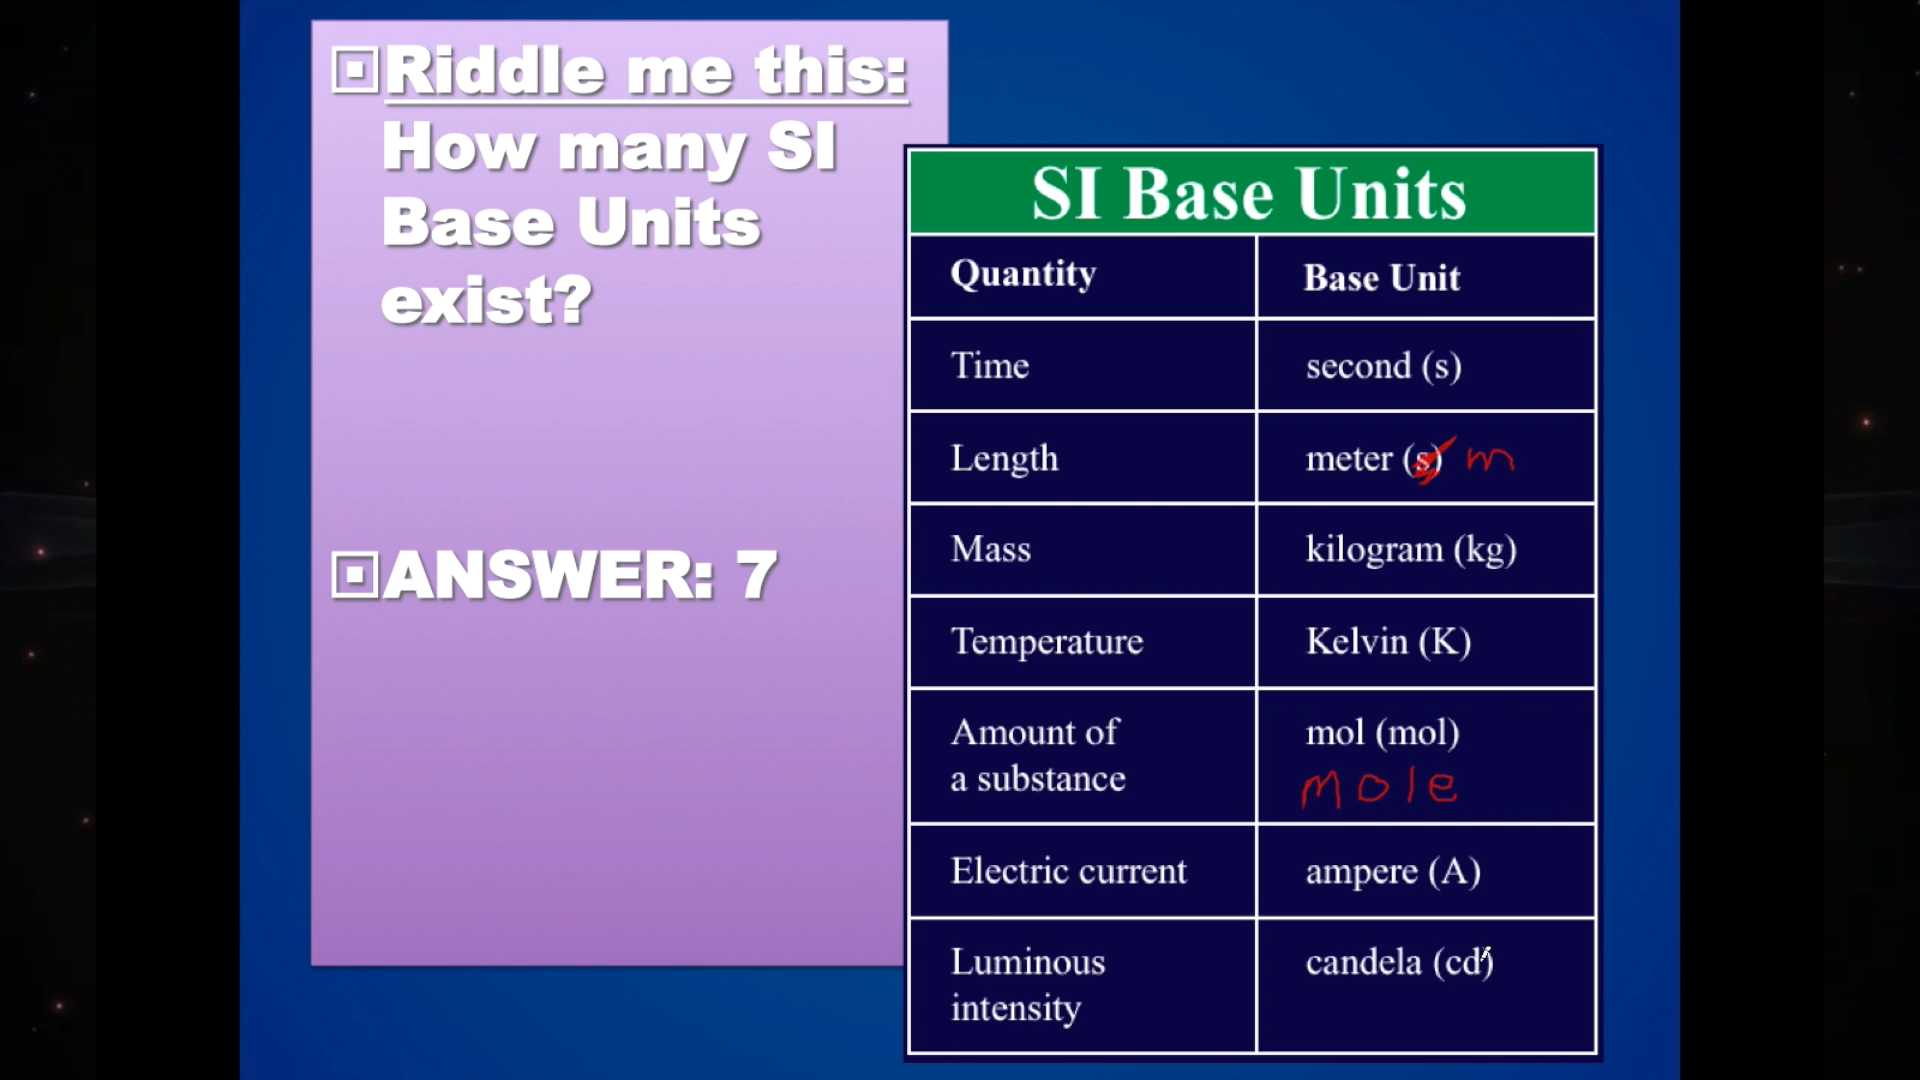 Riddle me this:
How many SI
Base Units
exist?
ANSWER: 7
SI Base Units
Quantity Base Unit
Time second (s)
Length meter (s) m
Mass kilogram (kg)
Temperature Kelvin (K)
Amount of mol (mol)
a substance mole
Electric current ampere (A)
Luminous candela (cd)
intensity